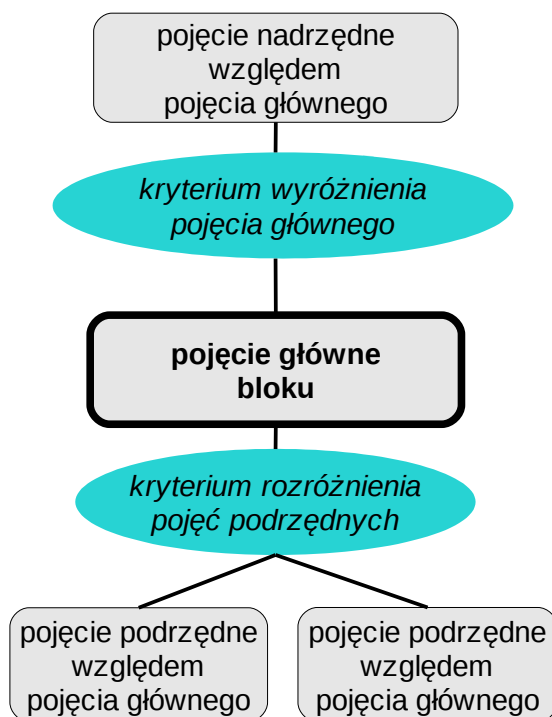 pojęcie nadrzędne
względem
pojęcia głównego
kryterium wyróżnienia
pojęcia głównego
pojęcie główne
bloku
kryterium rozróżnienia
pojęć podrzędnych
pojęcie podrzędne
względem
pojęcia głównego
pojęcie podrzędne
względem
pojęcia głównego